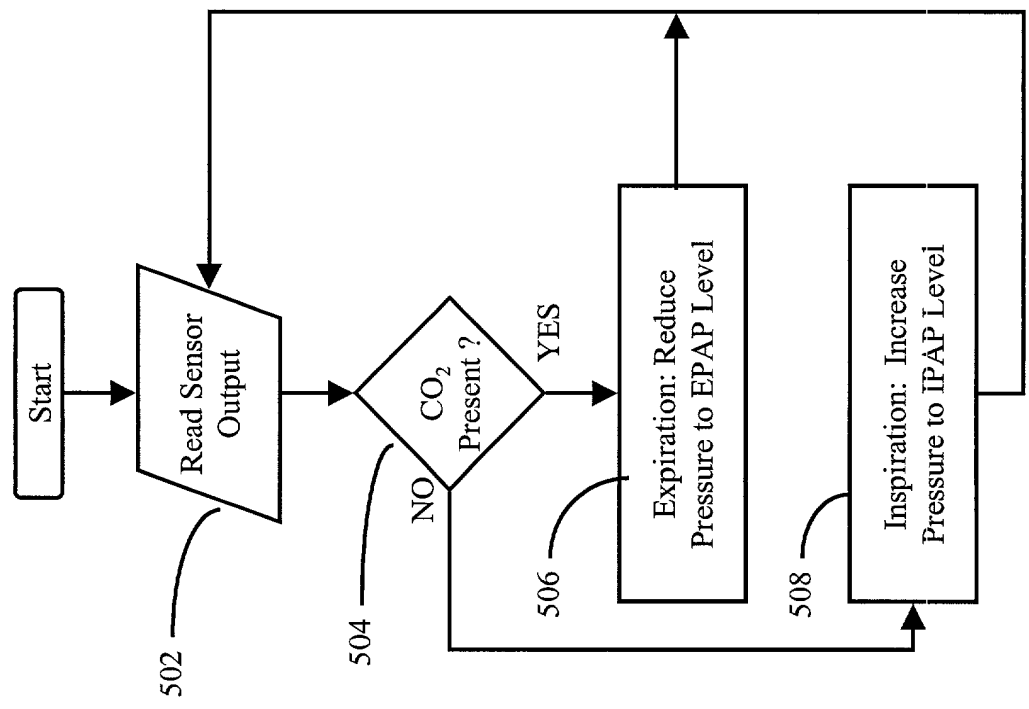 Start
Read Sensor
Output
502
CO₂
Present ?
504
NO
YES
Expiration: Reduce
Pressure to EPAP Level
506
Inspiration: Increase
Pressure to IPAP Level
508